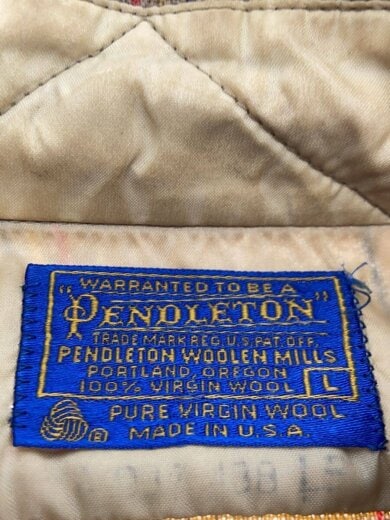 WARRANTED TO BE A
"PENDLETON"
TRADE MARK REG. U.S. PAT. OFF.
PENDLETON WOOLEN MILLS
PORTLAND, OREGON
100% VIRGIN WOOL L
PURE VIRGIN WOOL
® MADE IN U.S.A.